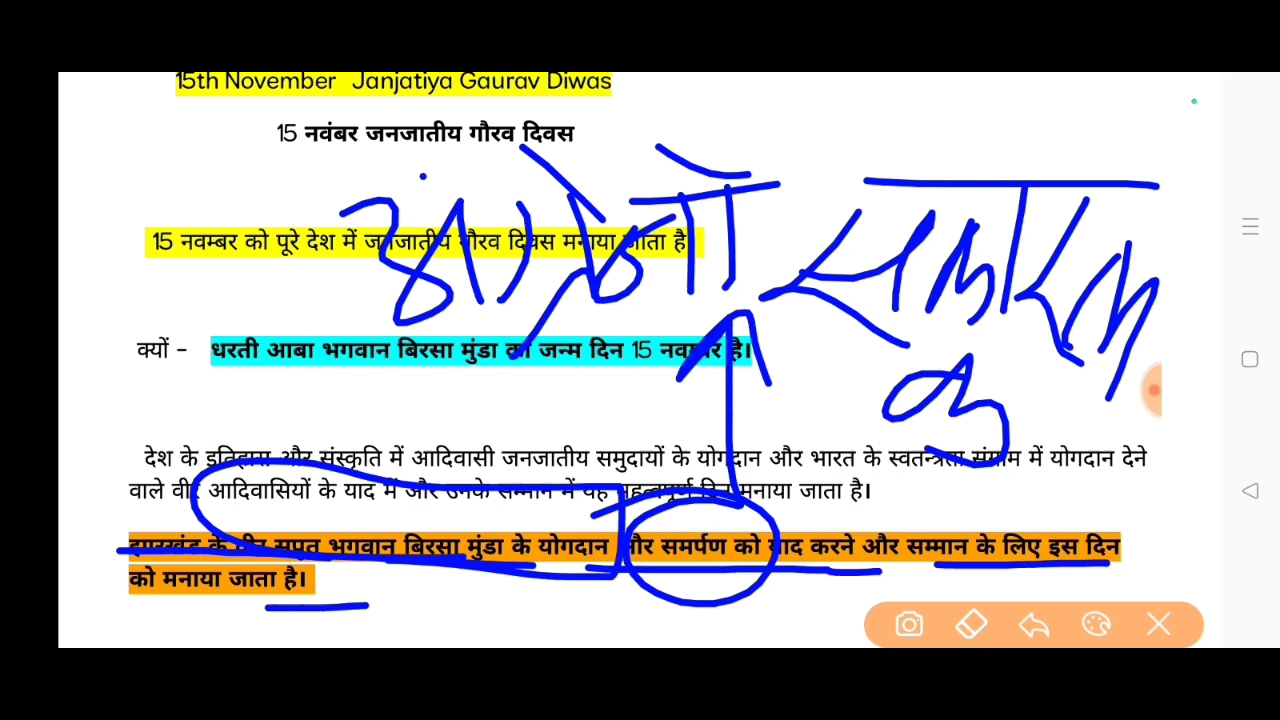 15th November Janjatiya Gaurav Diwas
15 नवंबर जनजातीय गौरव दिवस
15 नवम्बर को पूरे देश में जनजातीय गौरव दिवस मनाया जाता है
क्यों - धरती आबा भगवान बिरसा मुंडा का जन्म दिन 15 नवम्बर है।
देश के इतिहास और संस्कृति में आदिवासी जनजातीय समुदायों के योगदान और भारत के स्वतन्त्रता संग्राम में योगदान देने
वाले वीर आदिवासियों के याद में और उनके सम्मान में यह महत्वपूर्ण दिन मनाया जाता है।
झारखंड के वीर सपूत भगवान बिरसा मुंडा के योगदान और समर्पण को याद करने और सम्मान के लिए इस दिन
को मनाया जाता है।